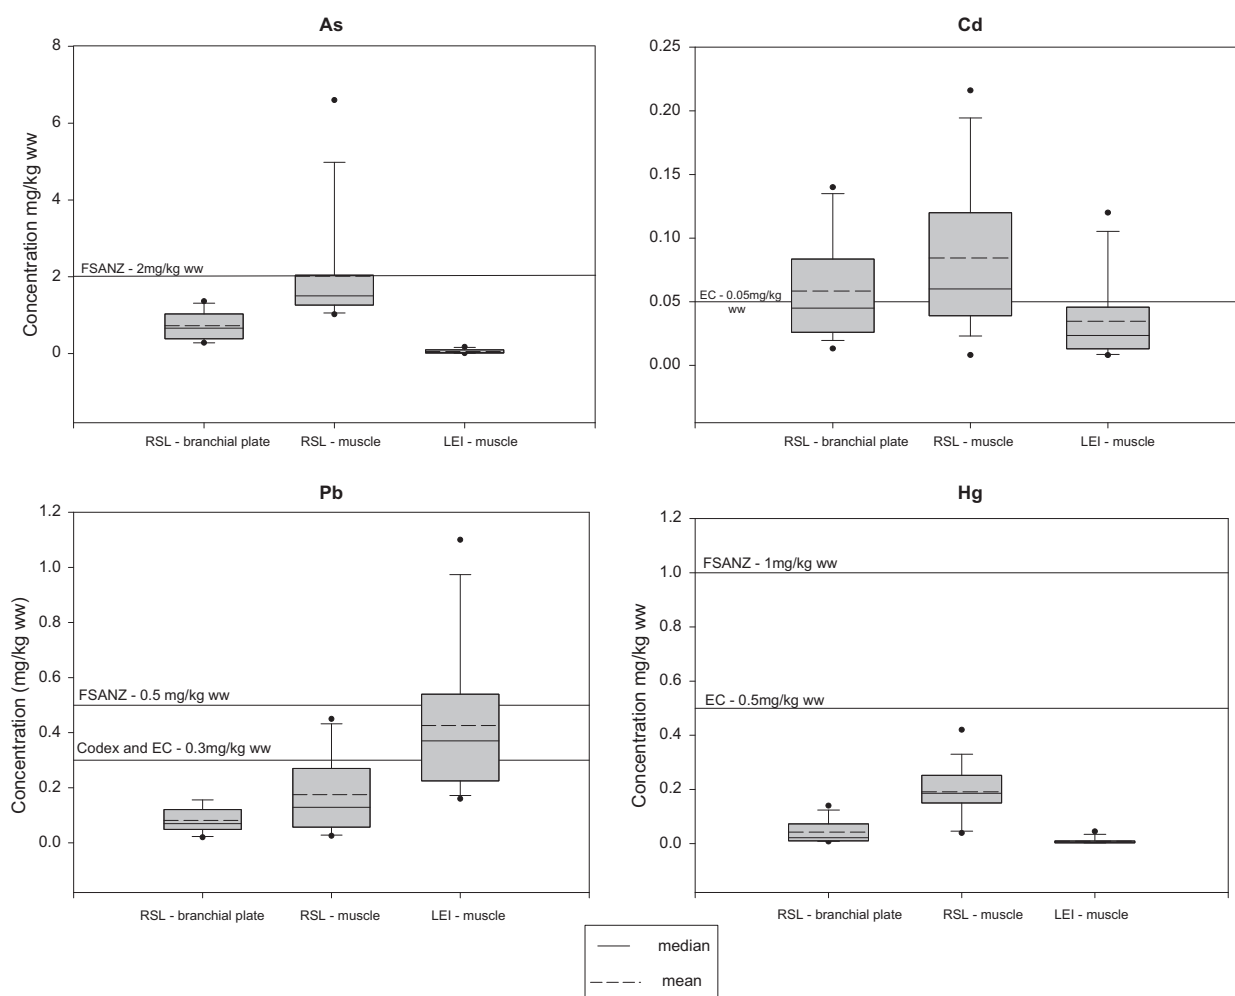 As
8
6
4
2
0
Concentration mg/kg ww
FSANZ - 2mg/kg ww
RSL - branchial plate
RSL - muscle
LEI - muscle
Cd
0.25
0.20
0.15
0.10
0.05
0.00
EC - 0.05mg/kg
ww
RSL - branchial plate
RSL - muscle
LEI - muscle
Pb
1.2
1.0
0.8
0.6
0.4
0.2
0.0
Concentration (mg/kg ww)
FSANZ - 0.5 mg/kg ww
Codex and EC - 0.3mg/kg ww
RSL - branchial plate
RSL - muscle
LEI - muscle
Hg
1.2
1.0
0.8
0.6
0.4
0.2
0.0
Concentration mg/kg ww
FSANZ - 1mg/kg ww
EC - 0.5mg/kg ww
RSL - branchial plate
RSL - muscle
LEI - muscle
median
mean